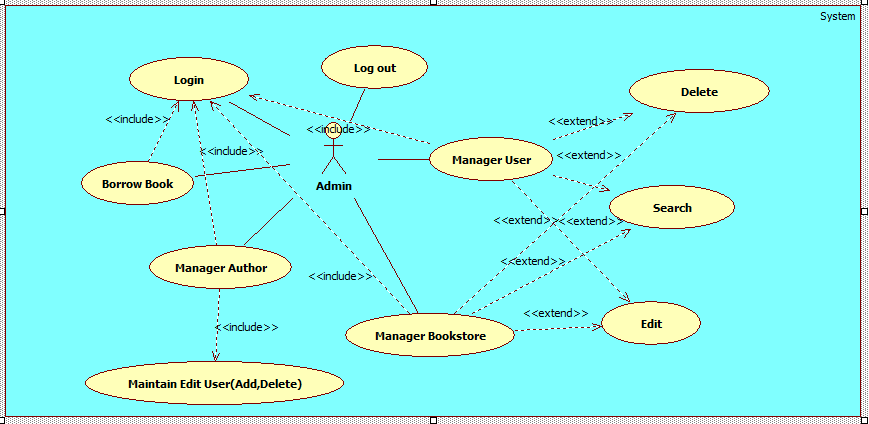 System
Log out
Login
Delete
<<include>>
<<include>>
<<extend>>
<<include>>
<<extend>>
Manager User
Borrow Book
Admin
Search
<<extend>>
<<extend>>
<<extend>>
Manager Author
<<include>>
<<extend>>
<<include>>
Edit
Manager Bookstore
Maintain Edit User(Add,Delete)